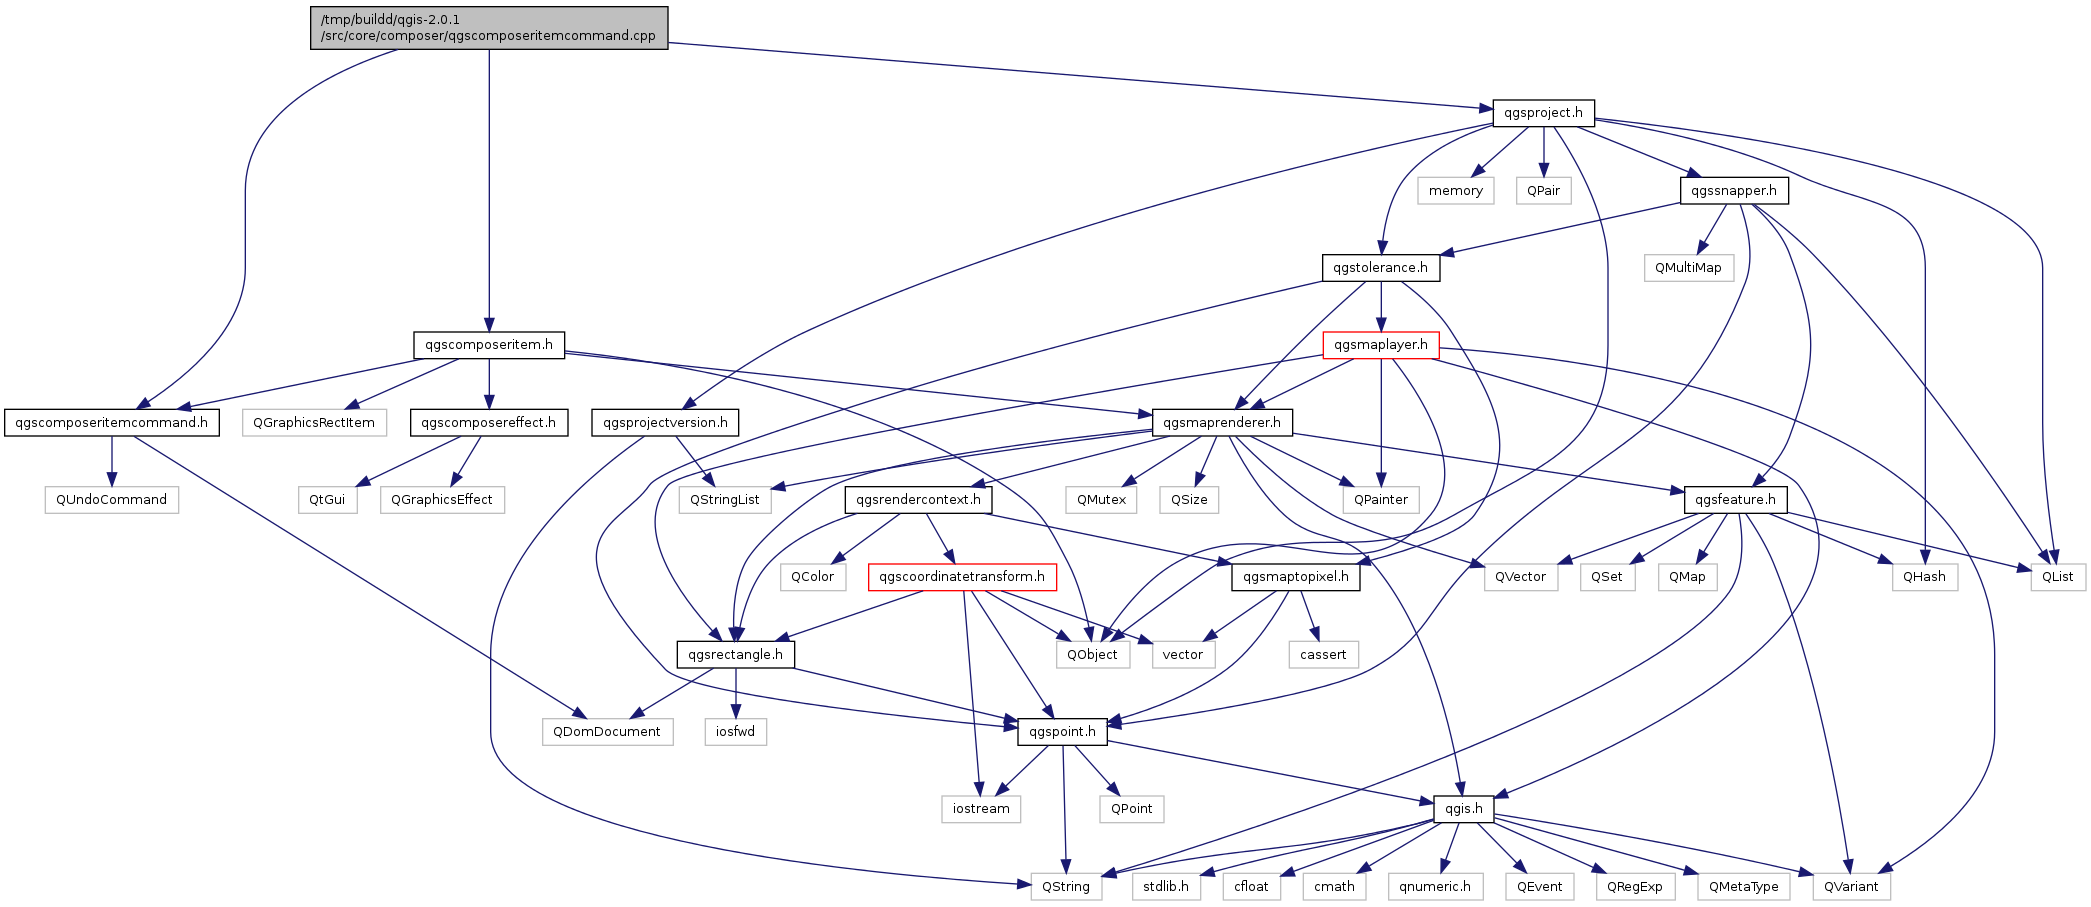 /tmp/buildd/qgis-2.0.1
/src/core/composer/qgscomposeritemcommand.cpp
qgsproject.h
memory
QPair
qgssnapper.h
qgstolerance.h
QMultiMap
qgscomposeritem.h
qgsmaplayer.h
qgscomposeritemcommand.h
QGraphicsRectItem
qgscomposereffect.h
qgsprojectversion.h
qgsmaprenderer.h
QUndoCommand
QtGui
QGraphicsEffect
QStringList
qgsrendercontext.h
QMutex
QSize
QPainter
qgsfeature.h
QColor
qgscoordinatetransform.h
qgsmaptopixel.h
QVector
QSet
QMap
QHash
QList
qgsrectangle.h
QObject
vector
cassert
QDomDocument
iosfwd
qgspoint.h
iostream
QPoint
qgis.h
QString
stdlib.h
cfloat
cmath
qnumeric.h
QEvent
QRegExp
QMetaType
QVariant